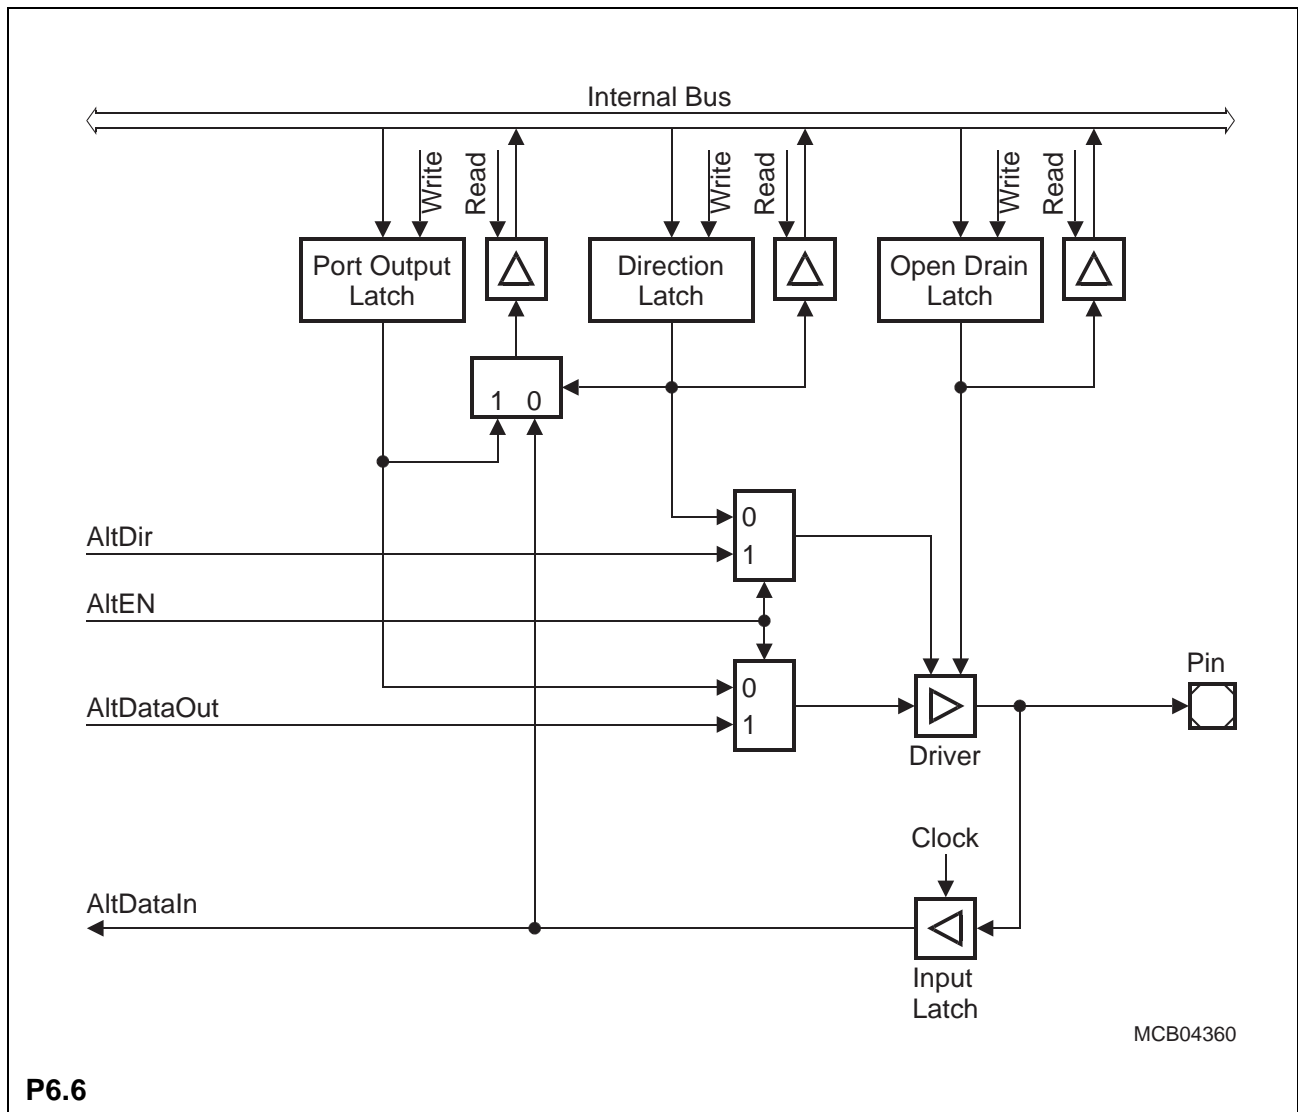 Internal Bus
Write
Read
Write
Read
Write
Read
Port Output
Latch
Direction
Latch
Open Drain
Latch
1 0
AltDir
0
1
AltEN
AltDataOut
0
1
Pin
Driver
Clock
AltDataIn
Input
Latch
MCB04360
P6.6